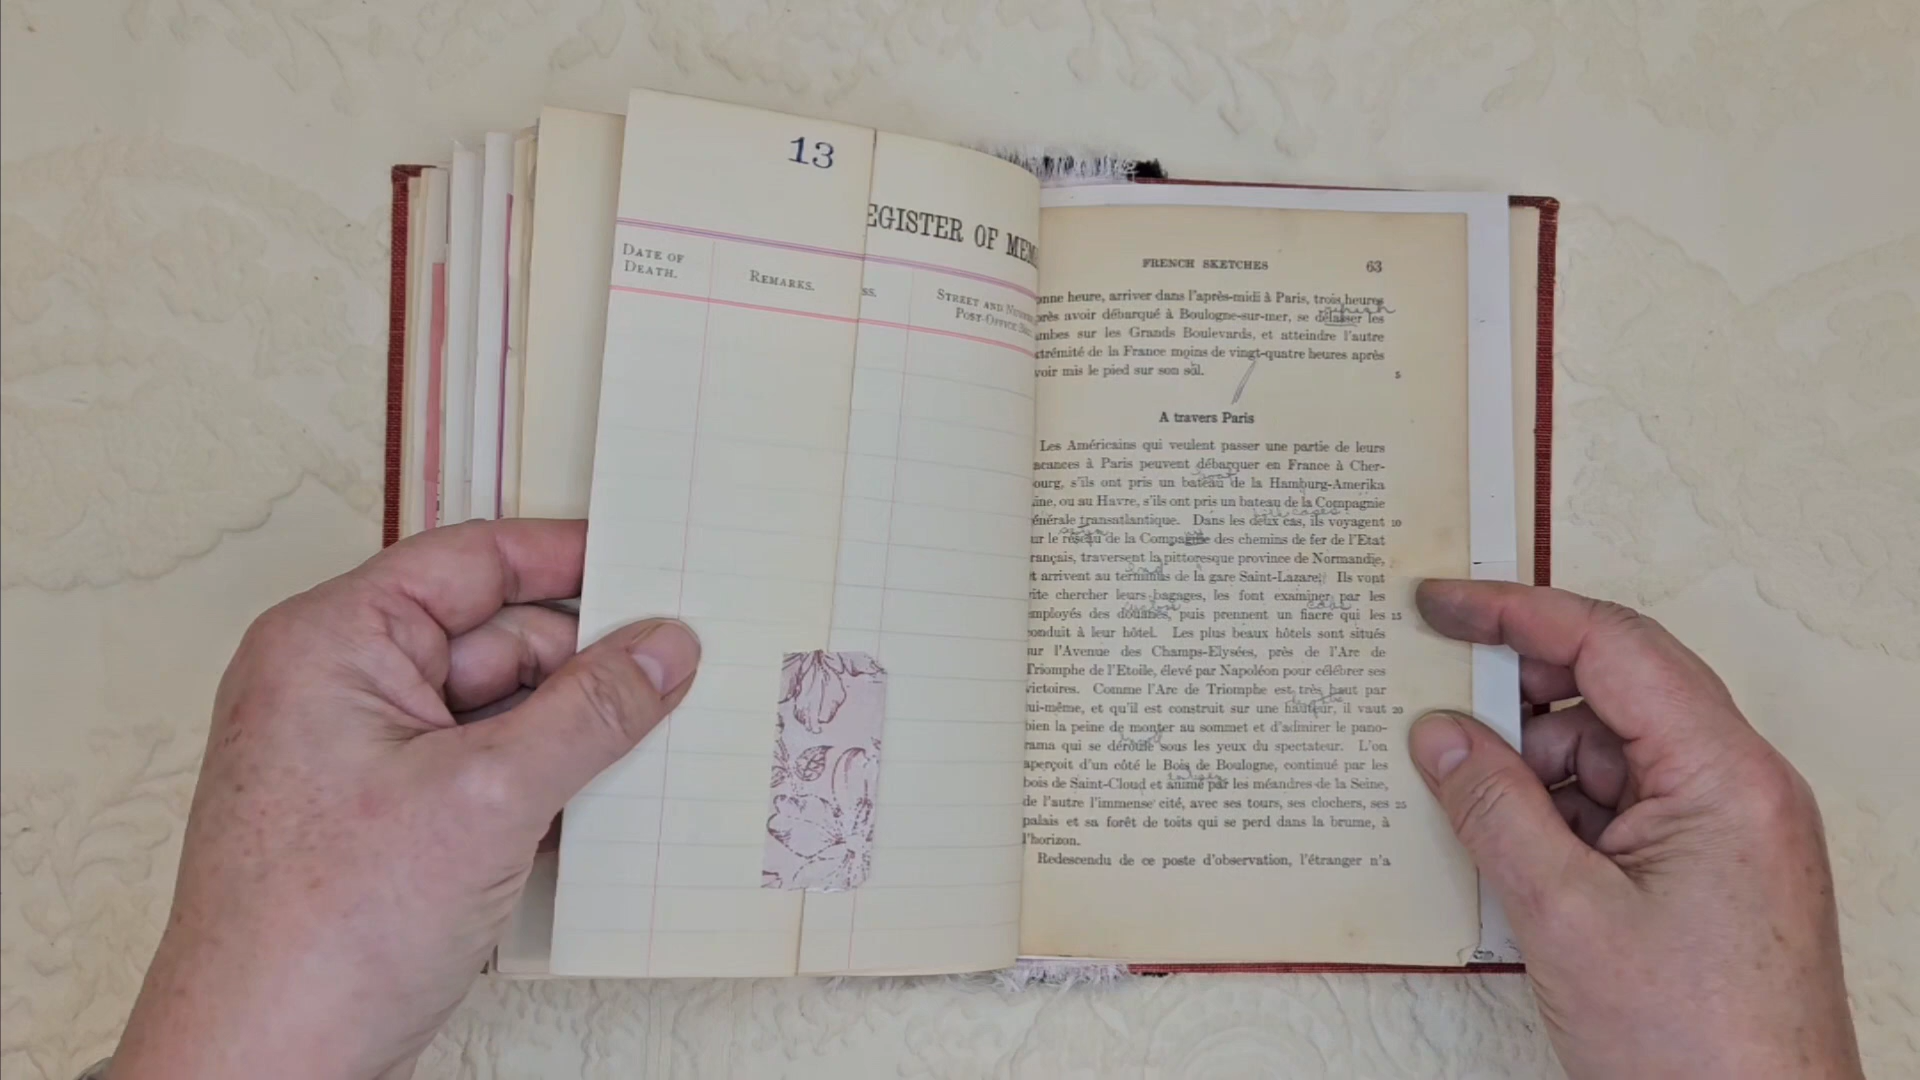 13
EGISTER OF MEM
DATE OF
DEATH.
REMARKS.
SS.
STREET AND
POST-OFFICE
FRENCH SKETCHES 63
onne heure, arriver dans l'après-midi à Paris, trois heures
près avoir débarqué à Boulogne-sur-mer, se délasser les
ambes sur les Grands Boulevards, et atteindre l'autre
xtrémité de la France moins de vingt-quatre heures après
voir mis le pied sur son sol. 5
A travers Paris
Les Américains qui veulent passer une partie de leurs
acances à Paris peuvent débarquer en France à Cher-
ourg, s'ils ont pris un bateau de la Hamburg-Amerika
ine, ou au Havre, s'ils ont pris un bateau de la Compagnie
énérale transatlantique. Dans les deux cas, ils voyagent 10
ur le réseau de la Compagnie des chemins de fer de l'Etat
rançais, traversent la pittoresque province de Normandie,
t arrivent au terminus de la gare Saint-Lazare. Ils vont
ite chercher leurs bagages, les font examiner par les
employés des douanes, puis prennent un fiacre qui les 15
onduit à leur hôtel. Les plus beaux hôtels sont situés
ur l'Avenue des Champs-Elysées, près de l'Arc de
Triomphe de l'Etoile, élevé par Napoléon pour célébrer ses
victoires. Comme l'Arc de Triomphe est très haut par
ui-même, et qu'il est construit sur une hauteur, il vaut 20
bien la peine de monter au sommet et d'admirer le pano-
rama qui se déroule sous les yeux du spectateur. L'on
aperçoit d'un côté le Bois de Boulogne, continué par les
bois de Saint-Cloud et animé par les méandres de la Seine,
de l'autre l'immense cité, avec ses tours, ses clochers, ses 25
palais et sa forêt de toits qui se perd dans la brume, à
l'horizon.
Redescendu de ce poste d'observation, l'étranger n'a